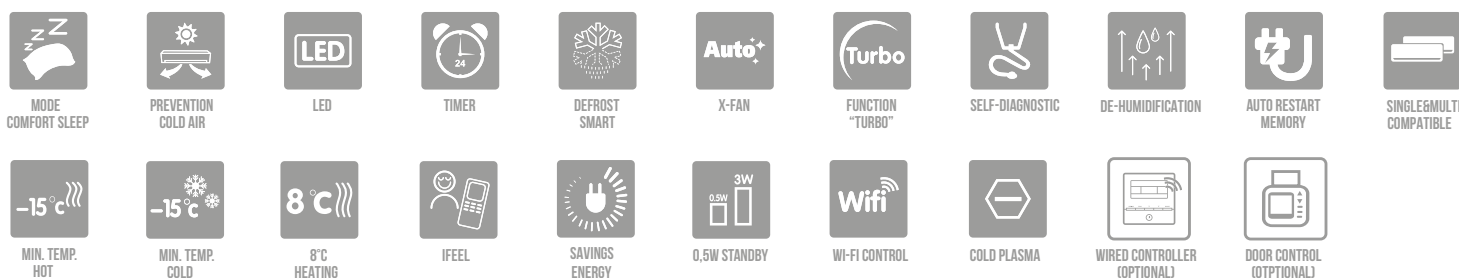 z z Z Z
LED
24
Auto
Turbo
MODE
COMFORT SLEEP
PREVENTION
COLD AIR
LED
TIMER
DEFROST
SMART
X-FAN
FUNCTION
“TURBO”
SELF-DIAGNOSTIC
DE-HUMIDIFICATION
AUTO RESTART
MEMORY
SINGLE&MULTI
COMPATIBLE
-15°c
-15°c
8°C
0.5W
3W
Wifi
MIN. TEMP.
HOT
MIN. TEMP.
COLD
8°C
HEATING
IFEEL
SAVINGS
ENERGY
0,5W STANDBY
WI-FI CONTROL
COLD PLASMA
WIRED CONTROLLER
(OPTIONAL)
DOOR CONTROL
(OTPTIONAL)